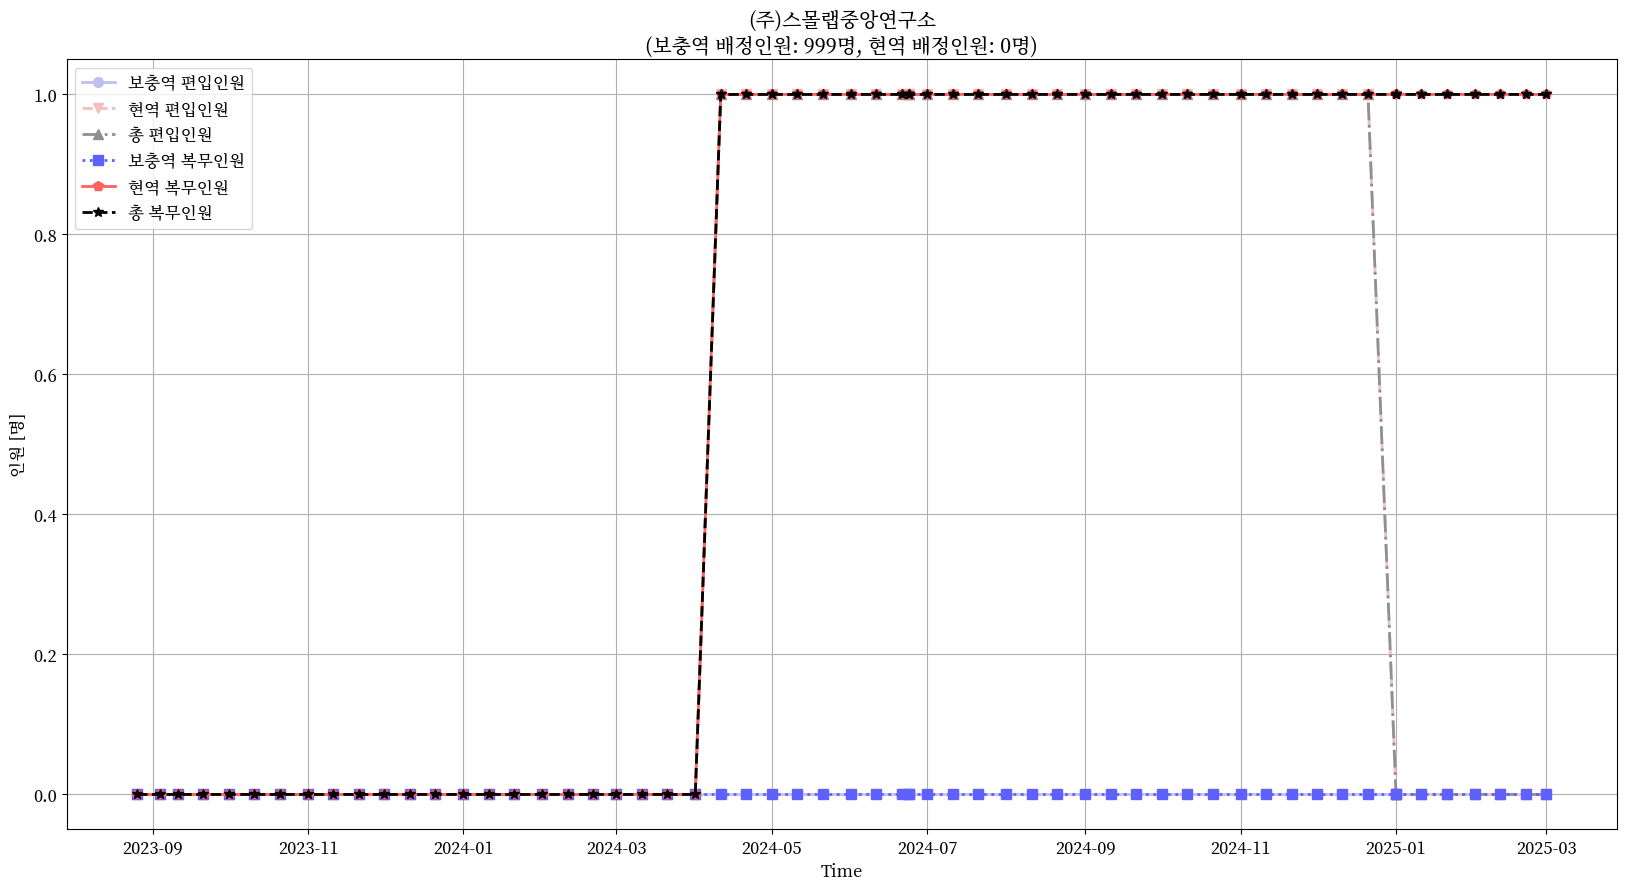 (주)스몰랩중앙연구소
(보충역 배정인원: 999명, 현역 배정인원: 0명)
보충역 편입인원
현역 편입인원
총 편입인원
보충역 복무인원
현역 복무인원
총 복무인원
1.0
0.8
0.6
0.4
0.2
0.0
인원 [명]
2023-09
2023-11
2024-01
2024-03
2024-05
2024-07
2024-09
2024-11
2025-01
2025-03
Time